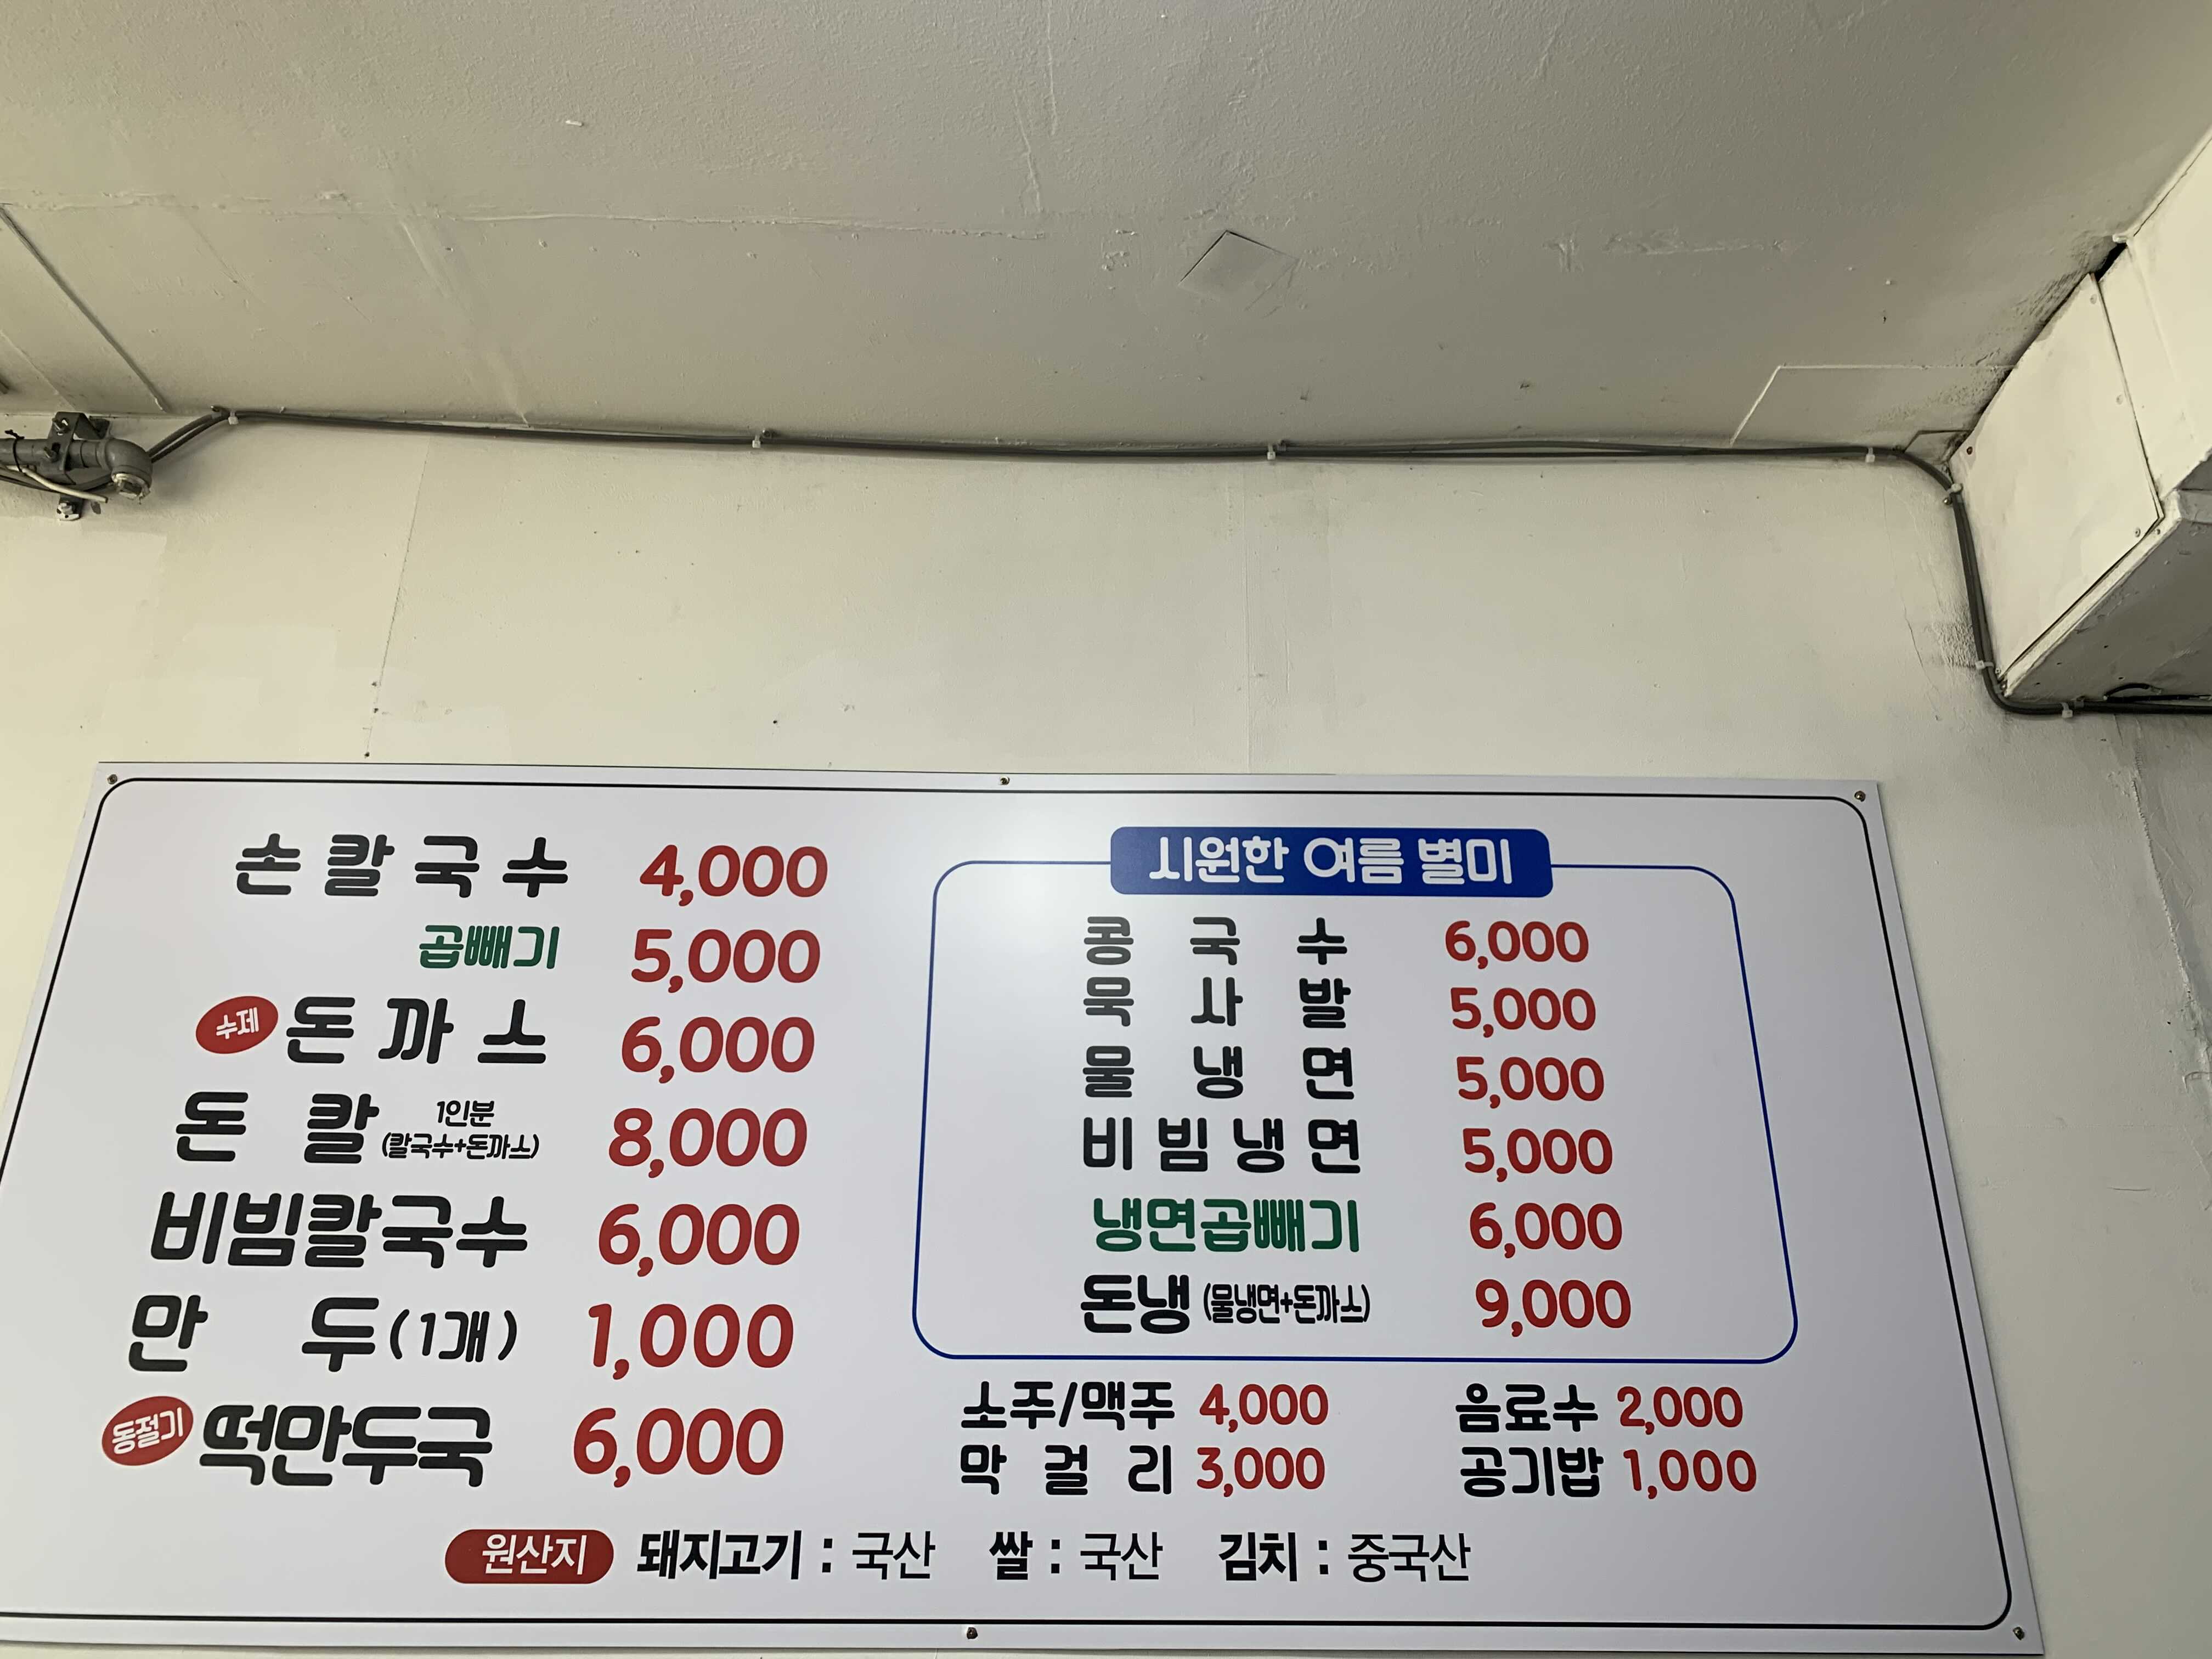 손칼국수 4,000
곱빼기 5,000
수제 돈까스 6,000
돈칼 1인분 (칼국수+돈까스) 8,000
비빔칼국수 6,000
만두(1개) 1,000
동절기 떡만두국 6,000
시원한 여름 별미
콩국수 6,000
묵사발 5,000
물냉면 5,000
비빔냉면 5,000
냉면곱빼기 6,000
돈냉 (물냉면+돈까스) 9,000
소주/맥주 4,000 음료수 2,000
막걸리 3,000 공기밥 1,000
원산지 돼지고기 : 국산 쌀 : 국산 김치 : 중국산